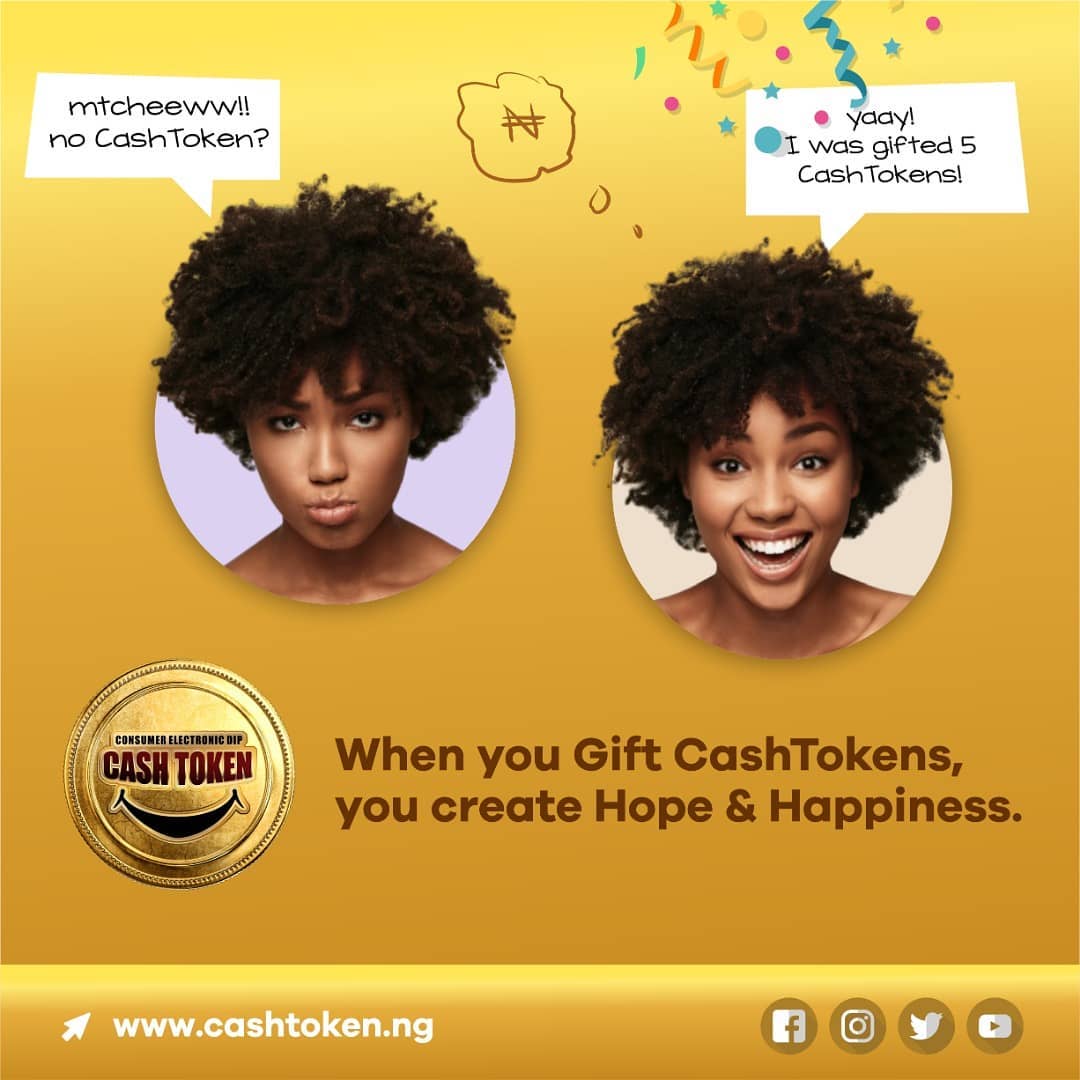 mtcheeww!!
no CashToken?
₦
yaay!
I was gifted 5
CashTokens!
CONSUMER ELECTRONIC DIP
CASH TOKEN
When you Gift CashTokens,
you create Hope & Happiness.
www.cashtoken.ng